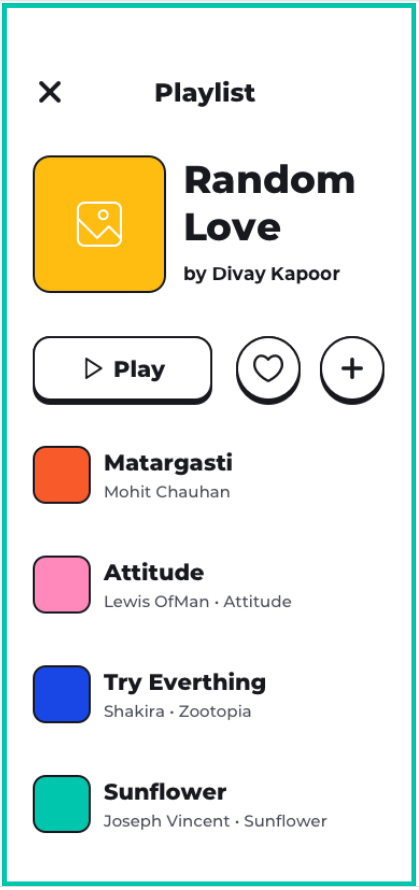 Playlist
Random
Love
by Divay Kapoor
Play
Matargasti
Mohit Chauhan
Attitude
Lewis OfMan • Attitude
Try Everthing
Shakira • Zootopia
Sunflower
Joseph Vincent • Sunflower